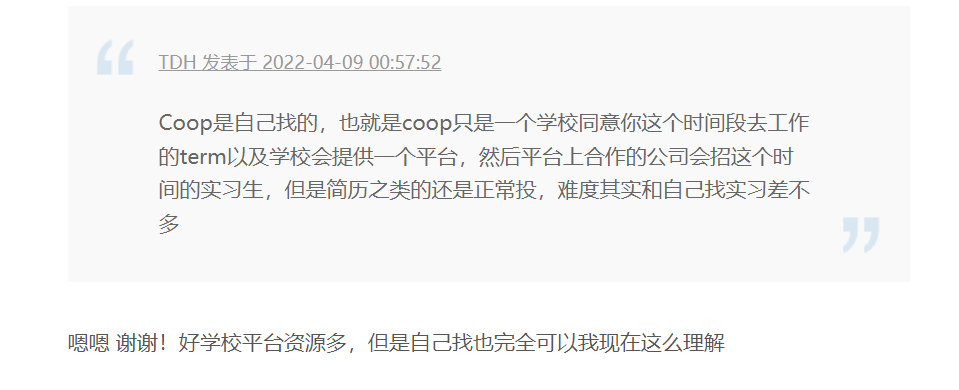 TDH 发表于 2022-04-09 00:57:52
Coop是自己找的，也就是coop只是一个学校同意你这个时间段去工作
的term以及学校会提供一个平台，然后平台上合作的公司会招这个时
间的实习生，但是简历之类的还是正常投，难度其实和自己找实习差不
多
嗯嗯 谢谢！好学校平台资源多，但是自己找也完全可以我现在这么理解